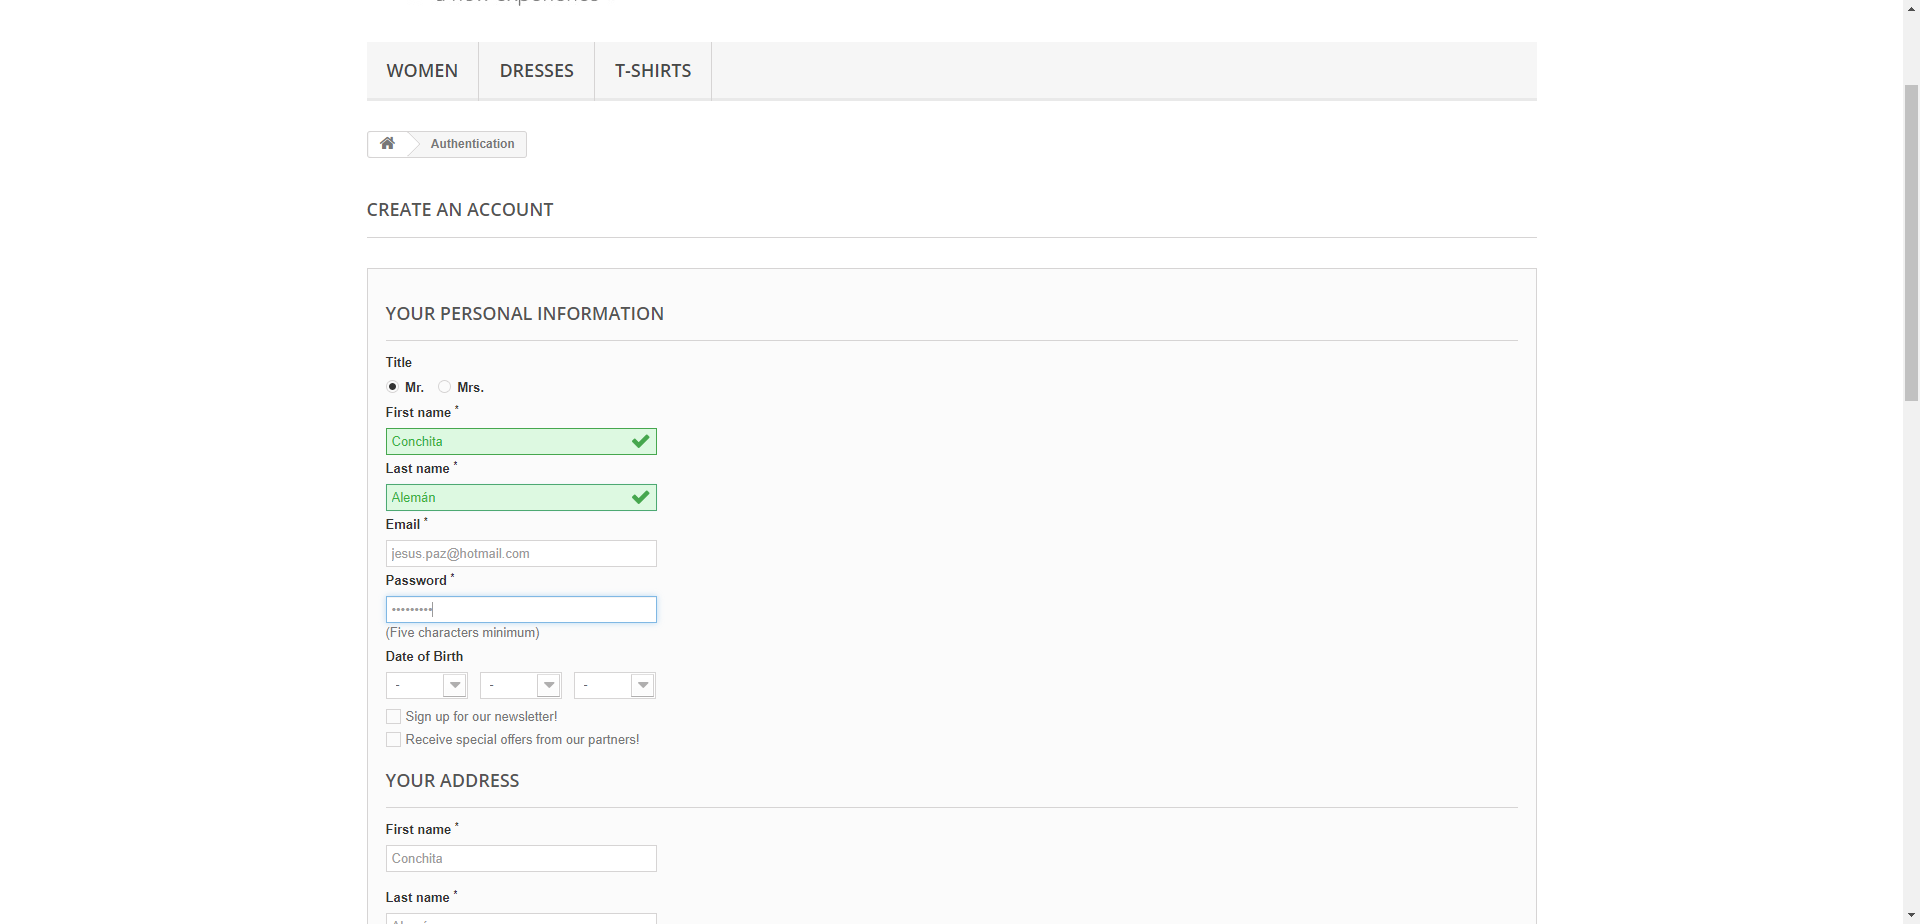 a new experience
WOMEN DRESSES T-SHIRTS
Authentication
CREATE AN ACCOUNT
YOUR PERSONAL INFORMATION
Title
Mr. Mrs.
First name *
Conchita
Last name *
Alemán
Email *
jesus.paz@hotmail.com
Password *
•••••••••
(Five characters minimum)
Date of Birth
- - -
Sign up for our newsletter!
Receive special offers from our partners!
YOUR ADDRESS
First name *
Conchita
Last name *